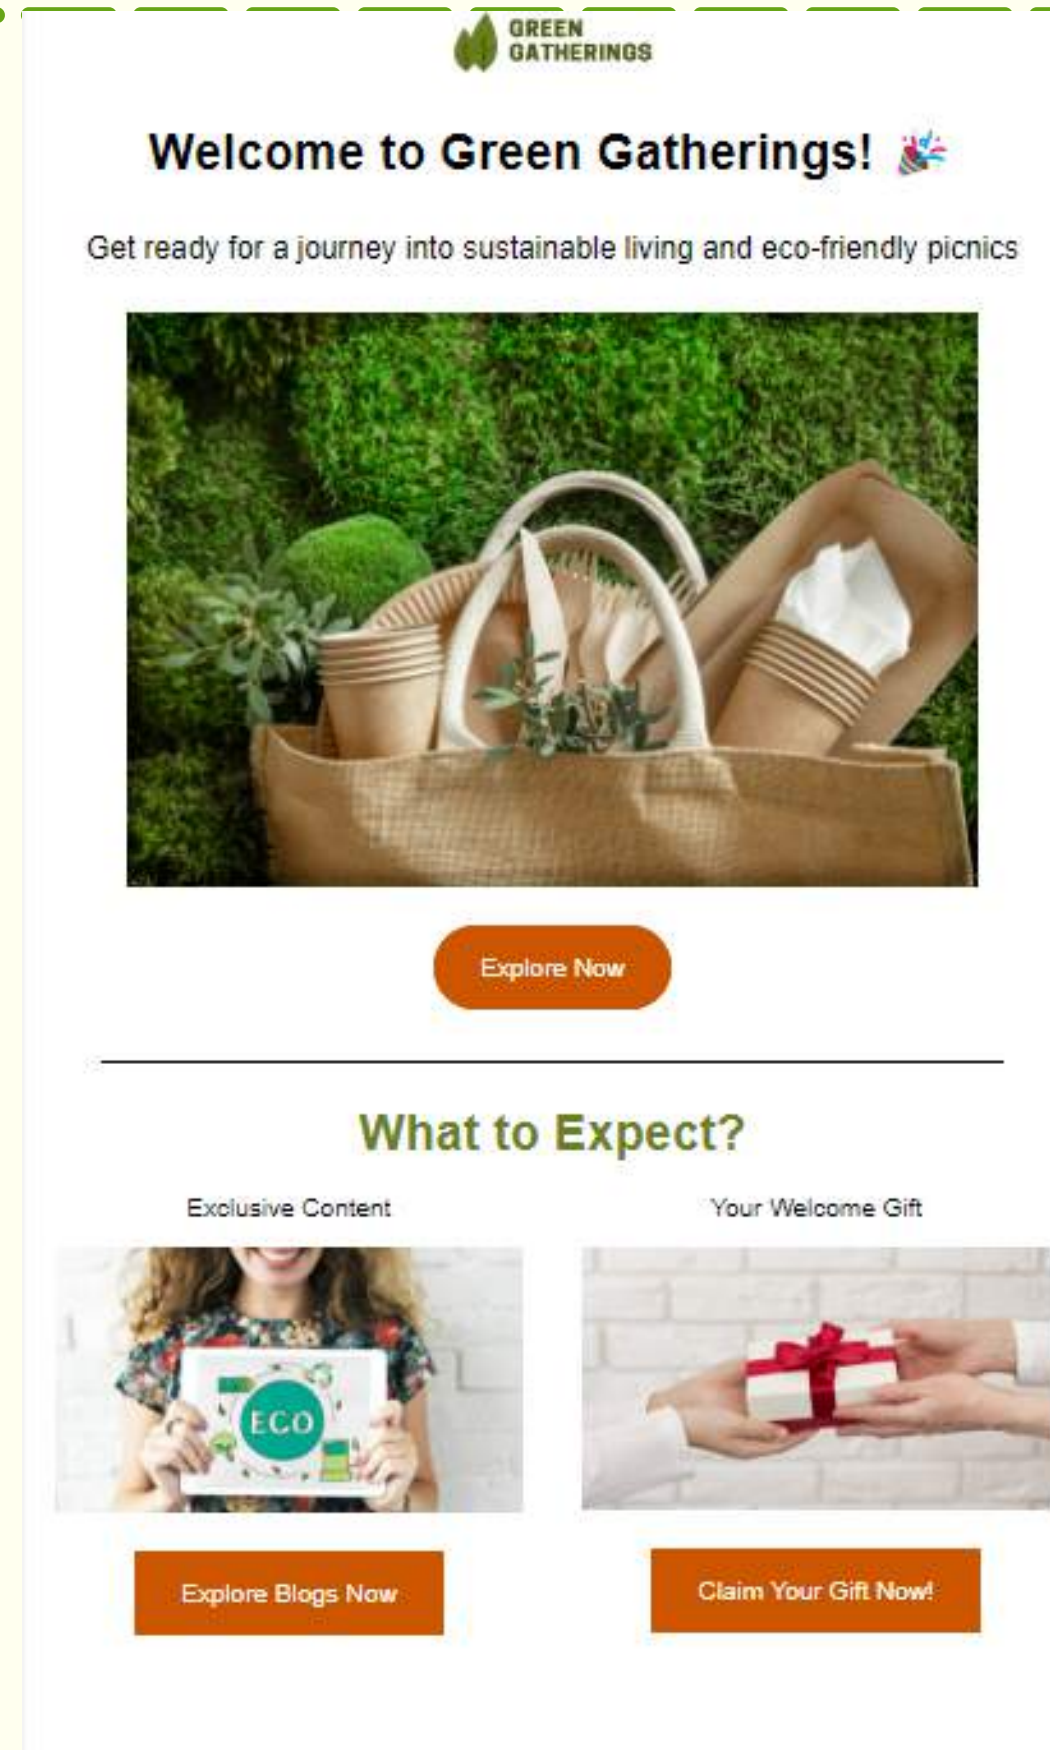 GREEN
GATHERINGS
Welcome to Green Gatherings! 🎉
Get ready for a journey into sustainable living and eco-friendly picnics
Explore Now
What to Expect?
Exclusive Content
Your Welcome Gift
ECO
Explore Blogs Now
Claim Your Gift Now!